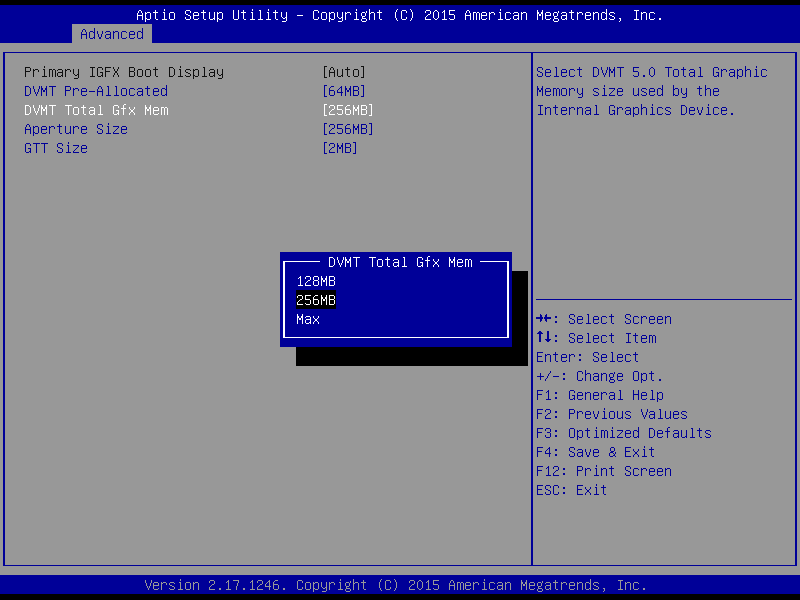 Aptio Setup Utility – Copyright (C) 2015 American Megatrends, Inc.
Advanced
Primary IGFX Boot Display [Auto]
DVMT Pre-Allocated [64MB]
DVMT Total Gfx Mem [256MB]
Aperture Size [256MB]
GTT Size [2MB]
Select DVMT 5.0 Total Graphic
Memory size used by the
Internal Graphics Device.
DVMT Total Gfx Mem
128MB
256MB
Max
→←: Select Screen
↑↓: Select Item
Enter: Select
+/-: Change Opt.
F1: General Help
F2: Previous Values
F3: Optimized Defaults
F4: Save & Exit
F12: Print Screen
ESC: Exit
Version 2.17.1246. Copyright (C) 2015 American Megatrends, Inc.